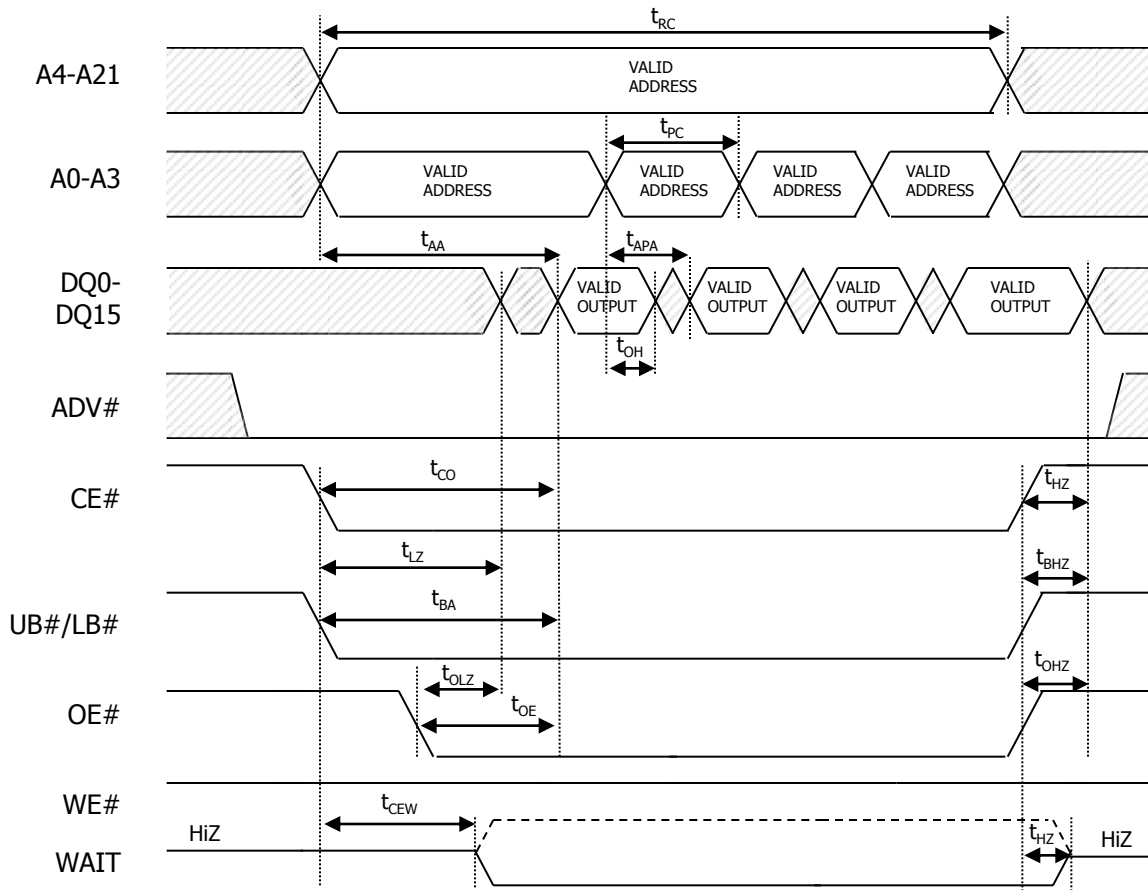 tRC
A4-A21
VALID
ADDRESS
tPC
A0-A3
VALID
ADDRESS
VALID
ADDRESS
VALID
ADDRESS
VALID
ADDRESS
tAA
tAPA
DQ0-
DQ15
VALID
OUTPUT
VALID
OUTPUT
VALID
OUTPUT
VALID
OUTPUT
tOH
ADV#
CE#
tCO
tHZ
tLZ
tBHZ
UB#/LB#
tBA
tOLZ
tOHZ
OE#
tOE
WE#
tCEW
HiZ
tHZ
HiZ
WAIT